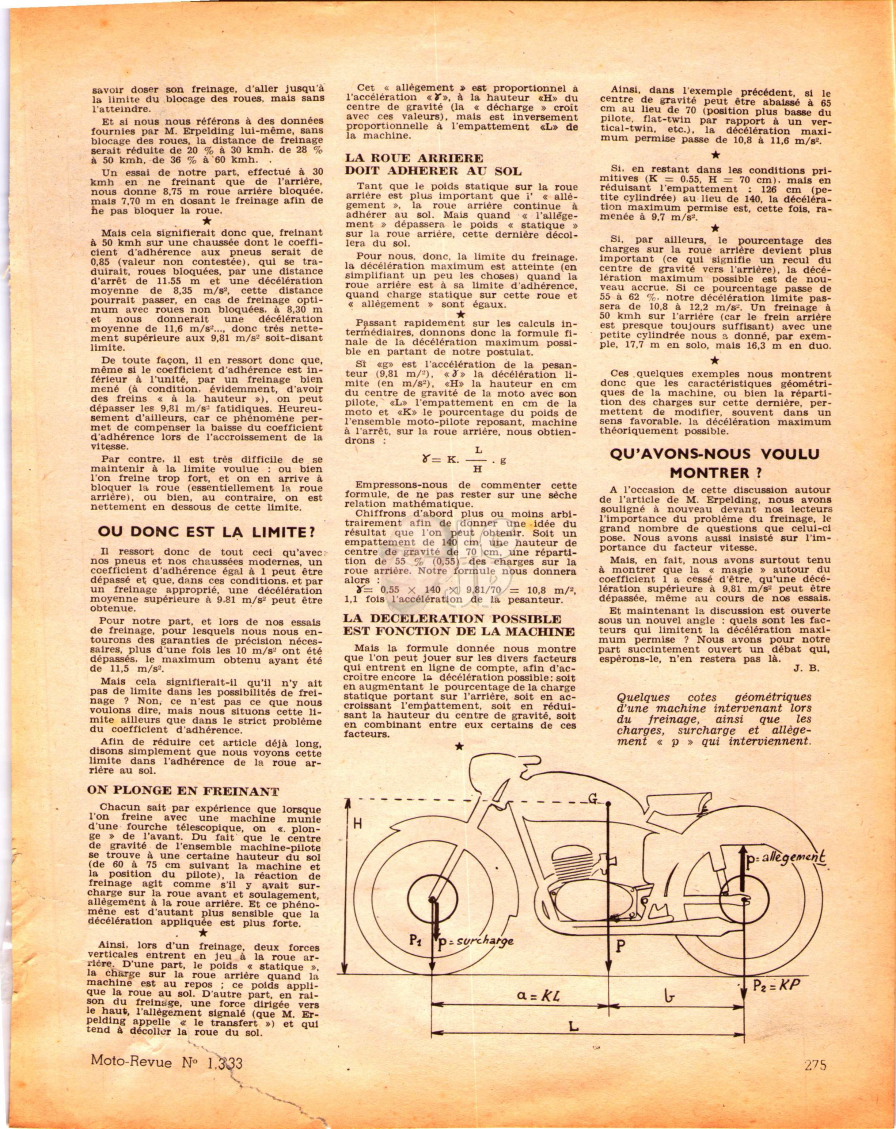 savoir doser son freinage, d'aller jusqu'à
la limite du blocage des roues, mais sans
l'atteindre.
Et si nous nous référons à des données
fournies par M. Erpelding lui-même, sans
blocage des roues, la distance de freinage
serait réduite de 20 % à 30 kmh. de 28 %
à 50 kmh, de 36 % à 60 kmh.
Un essai de notre part, effectué à 30
kmh en ne freinant que de l'arrière,
nous donne 8,75 m roue arrière bloquée,
mais 7,70 m en dosant le freinage afin de
ne pas bloquer la roue.
★
Mais cela signifierait donc que, freinant
à 50 kmh sur une chaussée dont le coeffi-
cient d'adhérence aux pneus serait de
0,85 (valeur non contestée), qui se tra-
duirait, roues bloquées, par une distance
d'arrêt de 11.55 m et une décélération
moyenne de 8,35 m/s², cette distance
pourrait passer, en cas de freinage opti-
mum avec roues non bloquées, à 8,30 m
et nous donnerait une décélération
moyenne de 11,6 m/s²..., donc très nette-
ment supérieure aux 9,81 m/s² soit-disant
limite.
De toute façon, il en ressort donc que,
même si le coefficient d'adhérence est in-
férieur à l'unité, par un freinage bien
mené (à condition, évidemment, d'avoir
des freins « à la hauteur »), on peut
dépasser les 9,81 m/s² fatidiques. Heureu-
sement d'ailleurs, car ce phénomène per-
met de compenser la baisse du coefficient
d'adhérence lors de l'accroissement de la
vitesse.
Par contre, il est très difficile de se
maintenir à la limite voulue : ou bien
l'on freine trop fort, et on en arrive à
bloquer la roue (essentiellement la roue
arrière), ou bien, au contraire, on est
nettement en dessous de cette limite.
OU DONC EST LA LIMITE?
Il ressort donc de tout ceci qu'avec
nos pneus et nos chaussées modernes, un
coefficient d'adhérence égal à 1 peut être
dépassé et que, dans ces conditions, et par
un freinage approprié, une décélération
moyenne supérieure à 9.81 m/s² peut être
obtenue.
Pour notre part, et lors de nos essais
de freinage, pour lesquels nous nous en-
tourons des garanties de précision néces-
saires, plus d'une fois les 10 m/s² ont été
dépassés, le maximum obtenu ayant été
de 11,5 m/s².
Mais cela signifierait-il qu'il n'y ait
pas de limite dans les possibilités de frei-
nage ? Non, ce n'est pas ce que nous
voulons dire, mais nous situons cette li-
mite ailleurs que dans le strict problème
du coefficient d'adhérence.
Afin de réduire cet article déjà long,
disons simplement que nous voyons cette
limite dans l'adhérence de la roue ar-
rière au sol.
ON PLONGE EN FREINANT
Chacun sait par expérience que lorsque
l'on freine avec une machine munie
d'une fourche télescopique, on « plon-
ge » de l'avant. Du fait que le centre
de gravité de l'ensemble machine-pilote
se trouve à une certaine hauteur du sol
(de 60 à 75 cm suivant la machine et
la position du pilote), la réaction de
freinage agit comme s'il y avait sur-
charge sur la roue avant et soulagement,
allégement à la roue arrière. Et ce phéno-
mène est d'autant plus sensible que la
décélération appliquée est plus forte.
★
Ainsi, lors d'un freinage, deux forces
verticales entrent en jeu à la roue ar-
rière. D'une part, le poids « statique »,
la charge sur la roue arrière quand la
machine est au repos ; ce poids appli-
que la roue au sol. D'autre part, en rai-
son du freinage, une force dirigée vers
le haut, l'allégement signalé (que M. Er-
pelding appelle « le transfert ») et qui
tend à décoller la roue du sol.
Cet « allégement » est proportionnel à
l'accélération «ɣ», à la hauteur «H» du
centre de gravité (la « décharge » croît
avec ces valeurs), mais est inversement
proportionnelle à l'empattement «L» de
la machine.
LA ROUE ARRIERE
DOIT ADHERER AU SOL
Tant que le poids statique sur la roue
arrière est plus important que l' « allé-
gement », la roue arrière continue à
adhérer au sol. Mais quand « l'allége-
ment » dépassera le poids « statique »
sur la roue arrière, cette dernière décol-
lera du sol.
Pour nous, donc, la limite du freinage,
la décélération maximum est atteinte (en
simplifiant un peu les choses) quand la
roue arrière est à sa limite d'adhérence,
quand charge statique sur cette roue et
« allégement » sont égaux.
★
Passant rapidement sur les calculs in-
termédiaires, donnons donc la formule fi-
nale de la décélération maximum possi-
ble en partant de notre postulat.
Si «g» est l'accélération de la pesan-
teur (9,81 m/²), «ɣ» la décélération li-
mite (en m/s²), «H» la hauteur en cm
du centre de gravité de la moto avec son
pilote, «L» l'empattement en cm de la
moto et «K» le pourcentage du poids de
l'ensemble moto-pilote reposant, machine
à l'arrêt, sur la roue arrière, nous obtien-
drons :
L
ɣ= K. —— . g
H
Empressons-nous de commenter cette
formule, de ne pas rester sur une sèche
relation mathématique.
Chiffrons d'abord plus ou moins arbi-
trairement afin de donner une idée du
résultat que l'on peut obtenir. Soit un
empattement de 140 cm, une hauteur de
centre de gravité de 70 cm, une réparti-
tion de 55 % (0,55) des charges sur la
roue arrière. Notre formule nous donnera
alors :
ɣ= 0,55 × 140 × 9,81/70 = 10,8 m/²,
1,1 fois l'accélération de la pesanteur.
LA DECELERATION POSSIBLE
EST FONCTION DE LA MACHINE
Mais la formule donnée nous montre
que l'on peut jouer sur les divers facteurs
qui entrent en ligne de compte, afin d'ac-
croitre encore la décélération possible: soit
en augmentant le pourcentage de la charge
statique portant sur l'arrière, soit en ac-
croissant l'empattement, soit en rédui-
sant la hauteur du centre de gravité, soit
en combinant entre eux certains de ces
facteurs.
★
Ainsi, dans l'exemple précédent, si le
centre de gravité peut être abaissé à 65
cm au lieu de 70 (position plus basse du
pilote, flat-twin par rapport à un ver-
tical-twin, etc.), la décélération maxi-
mum permise passe de 10,8 à 11,6 m/s².
★
Si, en restant dans les conditions pri-
mitives (K = 0.55, H = 70 cm), mais en
réduisant l'empattement : 126 cm (pe-
tite cylindrée) au lieu de 140, la décéléra-
tion maximum permise est, cette fois, ra-
menée à 9,7 m/s².
★
Si, par ailleurs, le pourcentage des
charges sur la roue arrière devient plus
important (ce qui signifie un recul du
centre de gravité vers l'arrière), la décé-
lération maximum possible est de nou-
veau accrue. Si ce pourcentage passe de
55 à 62 %, notre décélération limite pas-
sera de 10,8 à 12,2 m/s². Un freinage à
50 kmh sur l'arrière (car le frein arrière
est presque toujours suffisant) avec une
petite cylindrée nous a donné, par exem-
ple, 17,7 m en solo, mais 16,3 m en duo.
★
Ces quelques exemples nous montrent
donc que les caractéristiques géométri-
ques de la machine, ou bien la réparti-
tion des charges sur cette dernière, per-
mettent de modifier, souvent dans un
sens favorable, la décélération maximum
théoriquement possible.
QU'AVONS-NOUS VOULU
MONTRER ?
A l'occasion de cette discussion autour
de l'article de M. Erpelding, nous avons
souligné à nouveau devant nos lecteurs
l'importance du problème du freinage, le
grand nombre de questions que celui-ci
pose. Nous avons aussi insisté sur l'im-
portance du facteur vitesse.
Mais, en fait, nous avons surtout tenu
à montrer que la « magie » autour du
coefficient 1 a cessé d'être, qu'une décé-
lération supérieure à 9,81 m/s² peut être
dépassée, même au cours de nos essais.
Et maintenant la discussion est ouverte
sous un nouvel angle : quels sont les fac-
teurs qui limitent la décélération maxi-
mum permise ? Nous avons pour notre
part succinctement ouvert un débat qui,
espérons-le, n'en restera pas là.
J. B.
Quelques cotes géométriques
d'une machine intervenant lors
du freinage, ainsi que les
charges, surcharge et allége-
ment « p » qui interviennent.
H
G
p=allègement
P1
p=surcharge
P
P2=KP
a=KL
b
L
Moto-Revue N° 1.333
275